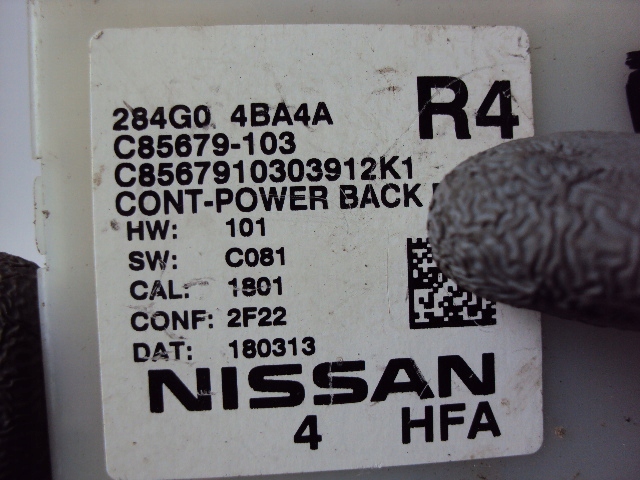 284G0 4BA4A R4
C85679-103
C8567910303912K1
CONT-POWER BACK
HW: 101
SW: C081
CAL: 1801
CONF: 2F22
DAT: 180313
NISSAN
4 HFA